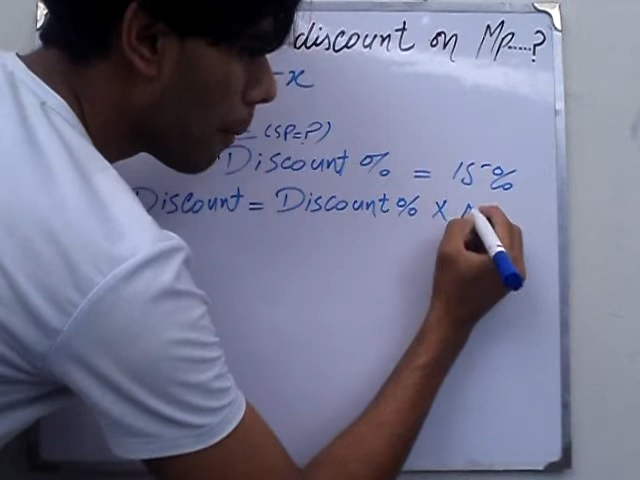 discount on Mp.....?
-x
= (SP=?)
Discount % = 15%
Discount = Discount% X